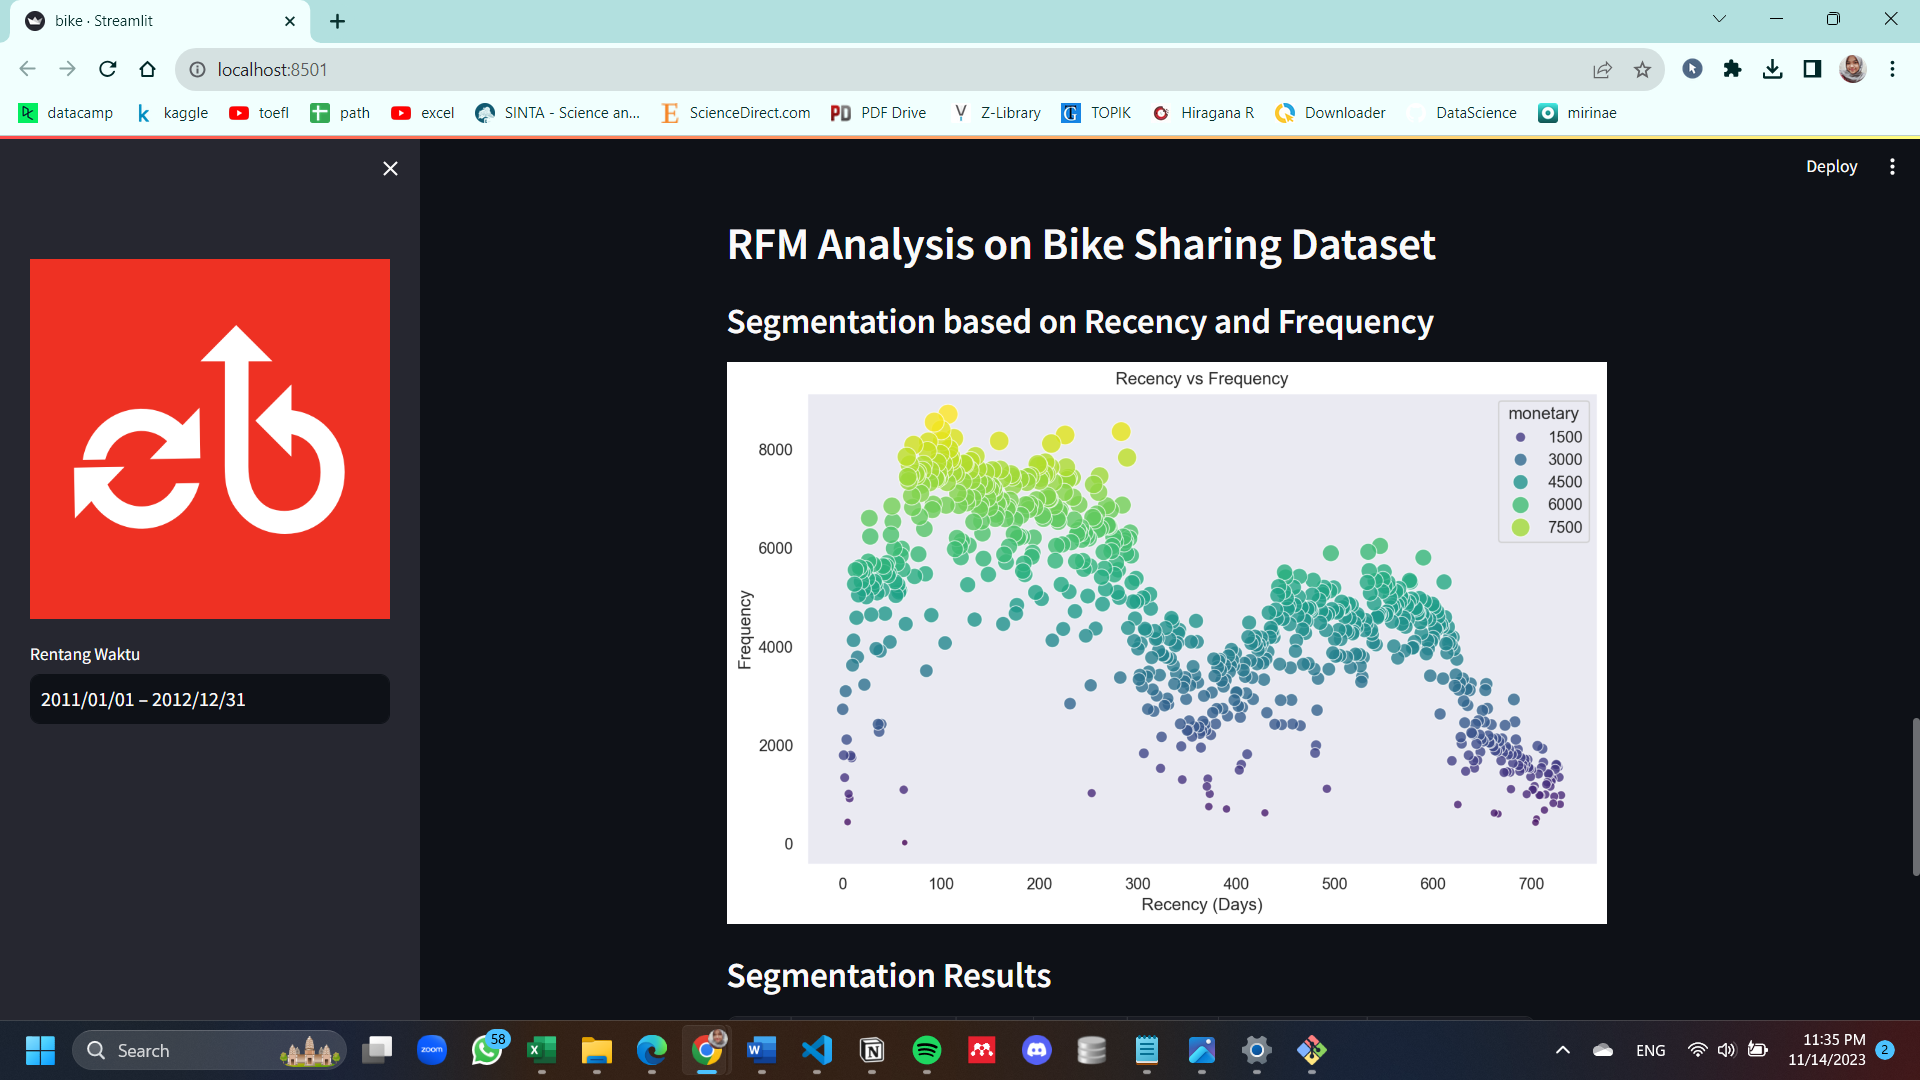 bike · Streamlit
localhost:8501
datacamp
kaggle
toefl
path
excel
SINTA - Science an...
ScienceDirect.com
PDF Drive
Z-Library
TOPIK
Hiragana R
Downloader
DataScience
mirinae
Deploy
Rentang Waktu
2011/01/01 – 2012/12/31
RFM Analysis on Bike Sharing Dataset
Segmentation based on Recency and Frequency
Recency vs Frequency
monetary
1500
3000
4500
6000
7500
Frequency
8000
6000
4000
2000
0
0 100 200 300 400 500 600 700
Recency (Days)
Segmentation Results
Search
zoom
58
ENG
11:35 PM
11/14/2023
2